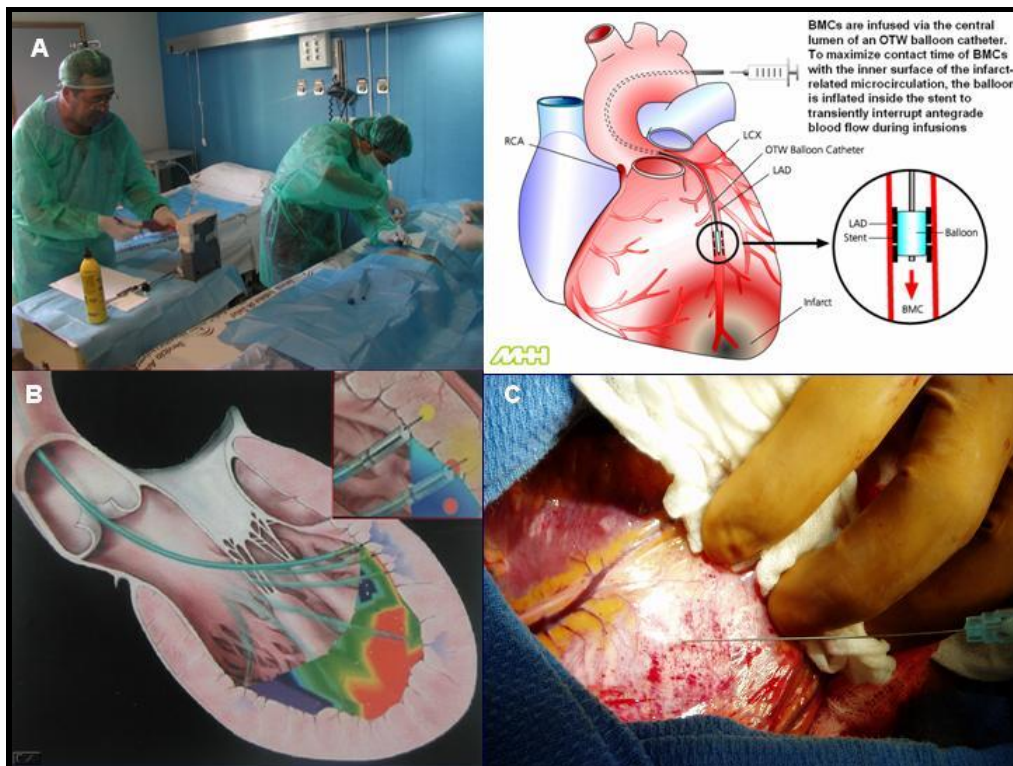 A
BMCs are infused via the central
lumen of an OTW balloon catheter.
To maximize contact time of BMCs
with the inner surface of the infarct-
related microcirculation, the balloon
is inflated inside the stent to
transiently interrupt antegrade
blood flow during infusions
LCX
RCA
OTW Balloon Catheter
LAD
LAD
Stent
Balloon
BMC
Infarct
MHH
B
C